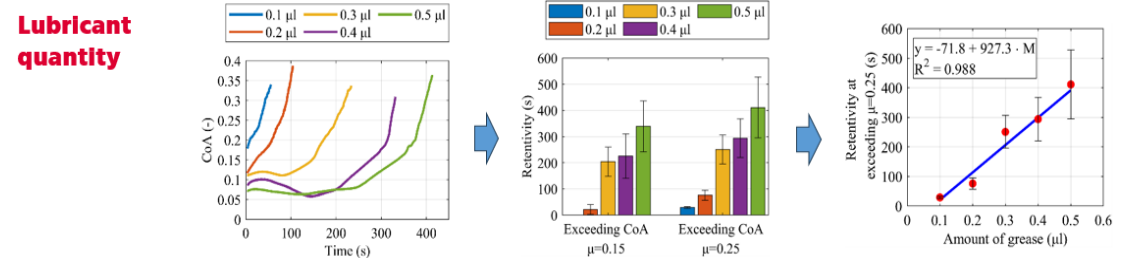 Lubricant
quantity
0.1 µl
0.3 µl
0.5 µl
0.2 µl
0.4 µl
CoA (-)
0.4
0.35
0.3
0.25
0.2
0.15
0.1
0.05
0
0
100
200
300
400
Time (s)
0.1 µl
0.3 µl
0.5 µl
0.2 µl
0.4 µl
Retentivity (s)
600
500
400
300
200
100
0
Exceeding CoA
µ=0.15
Exceeding CoA
µ=0.25
Retentivity at
exceeding µ=0.25 (s)
600
500
400
300
200
100
0
y = -71.8 + 927.3 · M
R² = 0.988
0
0.1
0.2
0.3
0.4
0.5
0.6
Amount of grease (µl)